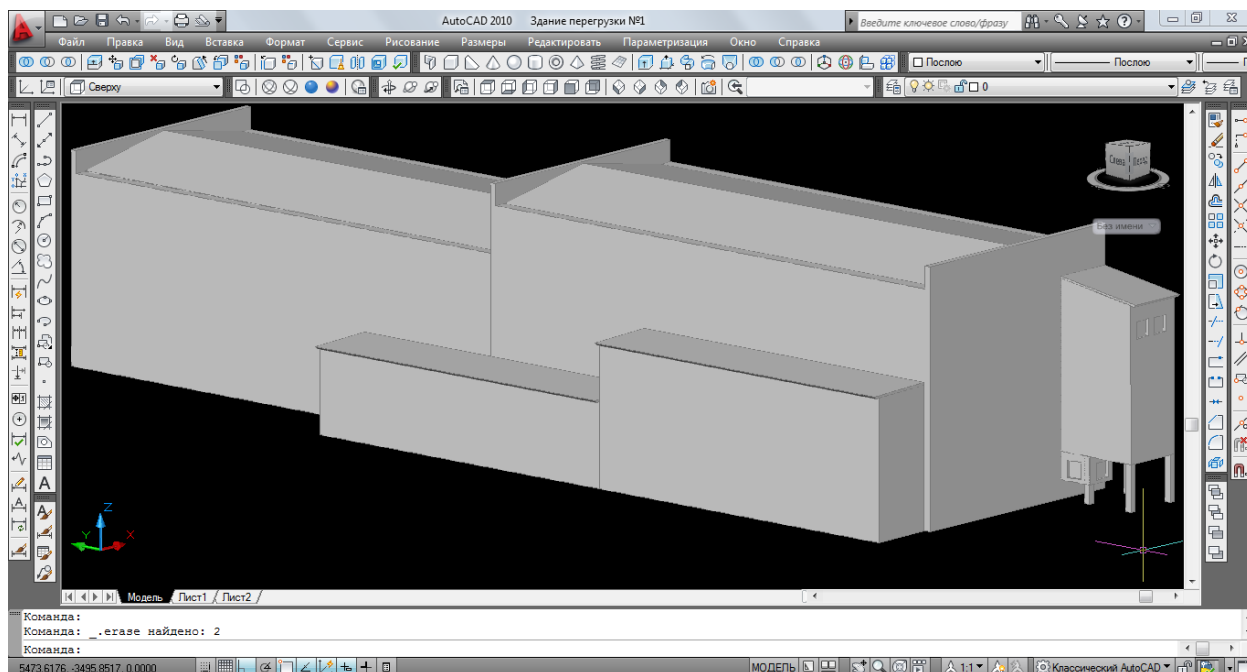 AutoCAD 2010 Здание перегрузки №1
Введите ключевое слово/фразу
Файл Правка Вид Вставка Формат Сервис Рисование Размеры Редактировать Параметризация Окно Справка
Послою
Послою
Сверху
0
Слева
Без имени
Z
Y
X
Модель Лист1 Лист2
Команда:
Команда: _.erase найдено: 2
Команда:
5473.6176, -3495.8517, 0.0000
МОДЕЛЬ
1:1
Классический AutoCAD